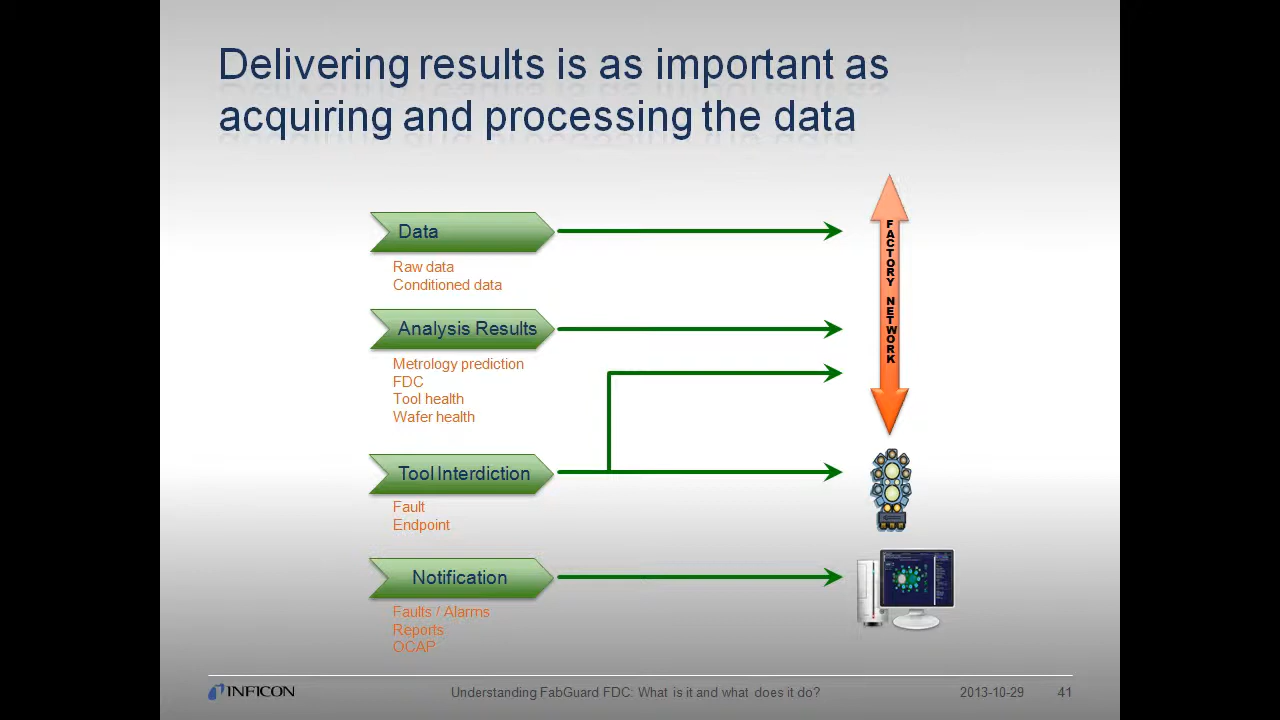 Delivering results is as important as
acquiring and processing the data
Data
Raw data
Conditioned data
Analysis Results
Metrology prediction
FDC
Tool health
Wafer health
Tool Interdiction
Fault
Endpoint
Notification
Faults / Alarms
Reports
OCAP
FACTORY NETWORK
INFICON
Understanding FabGuard FDC: What is it and what does it do?
2013-10-29
41